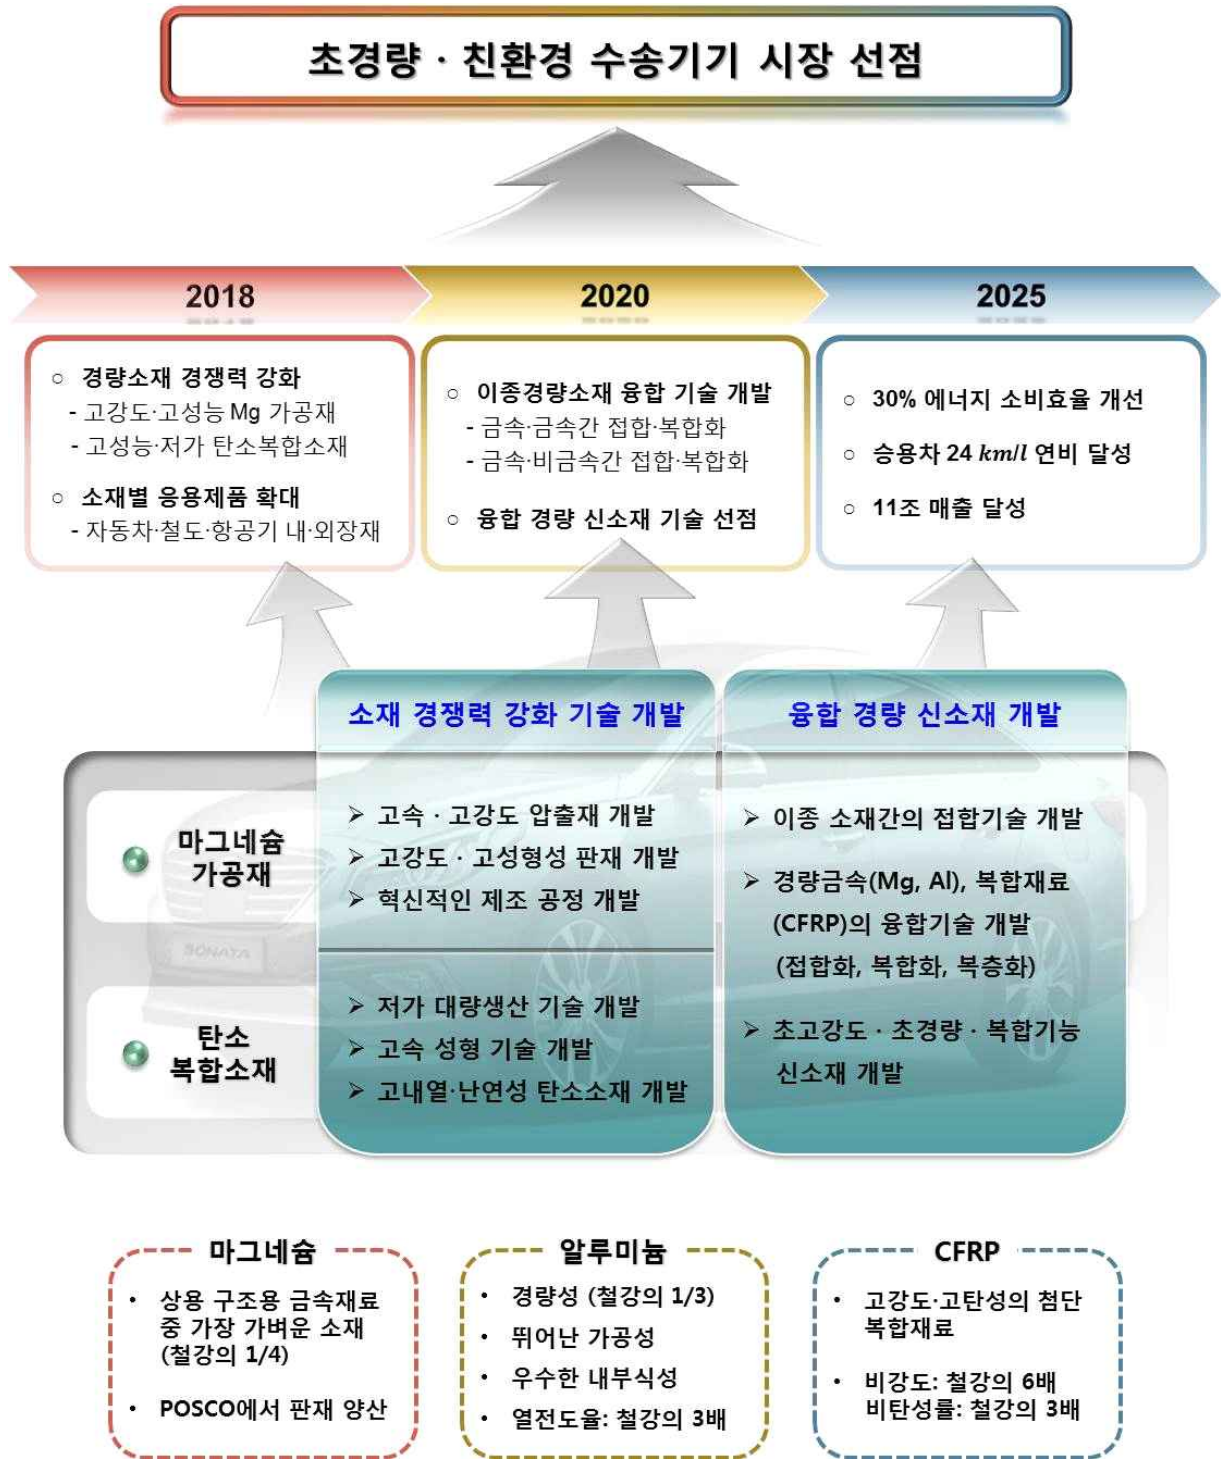 초경량 · 친환경 수송기기 시장 선점
2018
2020
2025
○ 경량소재 경쟁력 강화
- 고강도·고성능 Mg 가공재
- 고성능·저가 탄소복합소재
○ 소재별 응용제품 확대
- 자동차·철도·항공기 내·외장재
○ 이종경량소재 융합 기술 개발
- 금속·금속간 접합·복합화
- 금속·비금속간 접합·복합화
○ 융합 경량 신소재 기술 선점
○ 30% 에너지 소비효율 개선
○ 승용차 24 km/l 연비 달성
○ 11조 매출 달성
소재 경쟁력 강화 기술 개발
융합 경량 신소재 개발
마그네슘
가공재
➢ 고속 · 고강도 압출재 개발
➢ 고강도 · 고성형성 판재 개발
➢ 혁신적인 제조 공정 개발
SONATA
탄소
복합소재
➢ 저가 대량생산 기술 개발
➢ 고속 성형 기술 개발
➢ 고내열·난연성 탄소소재 개발
➢ 이종 소재간의 접합기술 개발
➢ 경량금속(Mg, Al), 복합재료
(CFRP)의 융합기술 개발
(접합화, 복합화, 복층화)
➢ 초고강도 · 초경량 · 복합기능
신소재 개발
마그네슘
• 상용 구조용 금속재료
중 가장 가벼운 소재
(철강의 1/4)
• POSCO에서 판재 양산
알루미늄
• 경량성 (철강의 1/3)
• 뛰어난 가공성
• 우수한 내부식성
• 열전도율: 철강의 3배
CFRP
• 고강도·고탄성의 첨단
복합재료
• 비강도: 철강의 6배
비탄성률: 철강의 3배